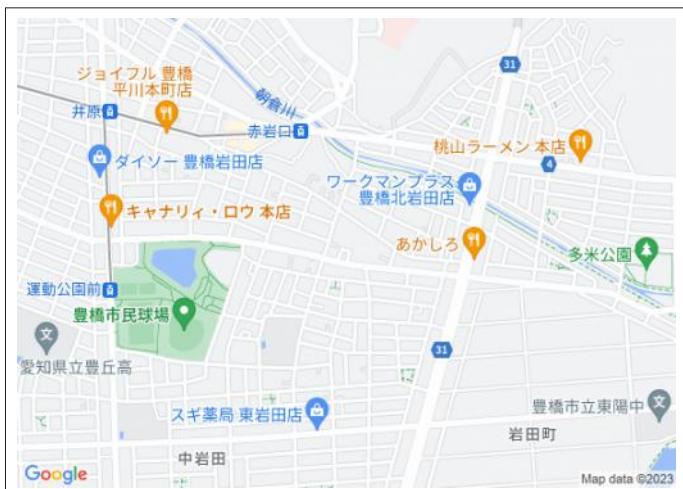 31
ジョイフル 豊橋
平川本町店
朝倉川
井原
赤岩口
桃山ラーメン 本店
4
ダイソー 豊橋岩田店
ワークマンプラス
豊橋北岩田店
キャナリィ・ロウ 本店
あかしろ
多米公園
運動公園前
豊橋市民球場
31
愛知県立豊丘高
豊橋市立東陽中
スギ薬局 東岩田店
岩田町
中岩田
Google
Map data ©2023